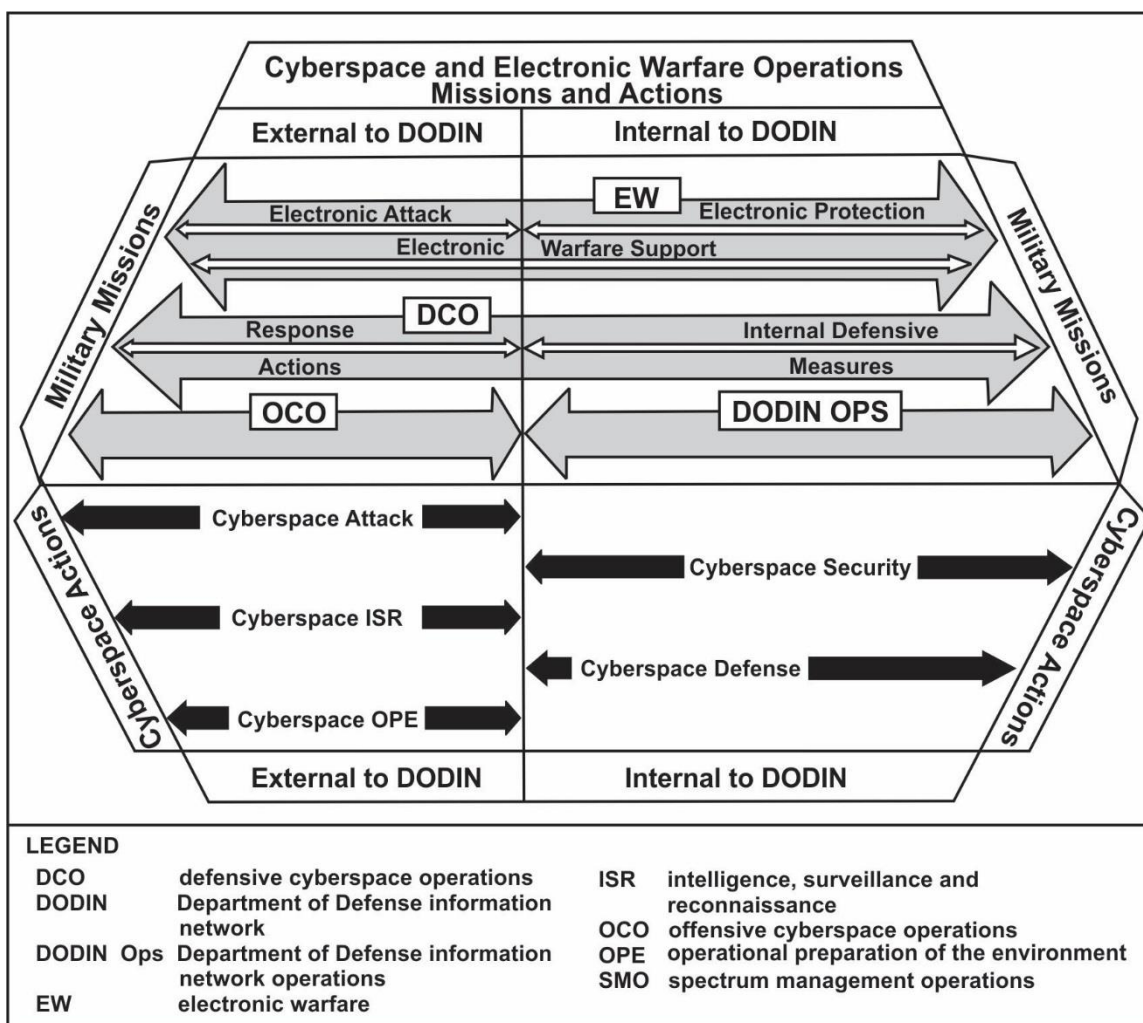 Cyberspace and Electronic Warfare Operations
Missions and Actions
External to DODIN
Internal to DODIN
Military Missions
Military Missions
EW
Electronic Attack
Electronic Protection
Electronic Warfare Support
DCO
Response
Internal Defensive
Actions
Measures
OCO
DODIN OPS
Cyberspace Actions
Cyberspace Actions
Cyberspace Attack
Cyberspace Security
Cyberspace ISR
Cyberspace Defense
Cyberspace OPE
External to DODIN
Internal to DODIN
LEGEND
DCO defensive cyberspace operations
DODIN Department of Defense information
network
DODIN Ops Department of Defense information
network operations
EW electronic warfare
ISR intelligence, surveillance and
reconnaissance
OCO offensive cyberspace operations
OPE operational preparation of the environment
SMO spectrum management operations